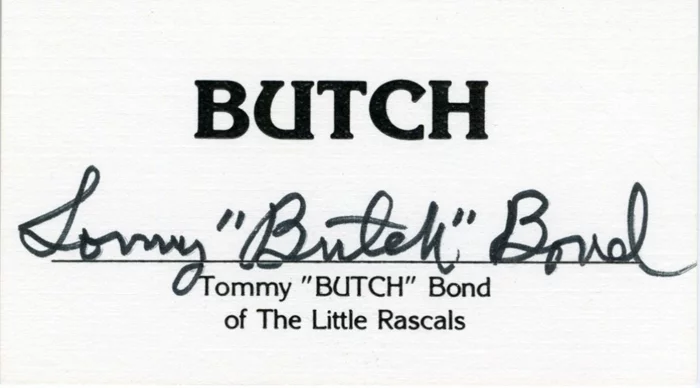 BUTCH
Tommy "Butch" Bond
Tommy "BUTCH" Bond
of The Little Rascals